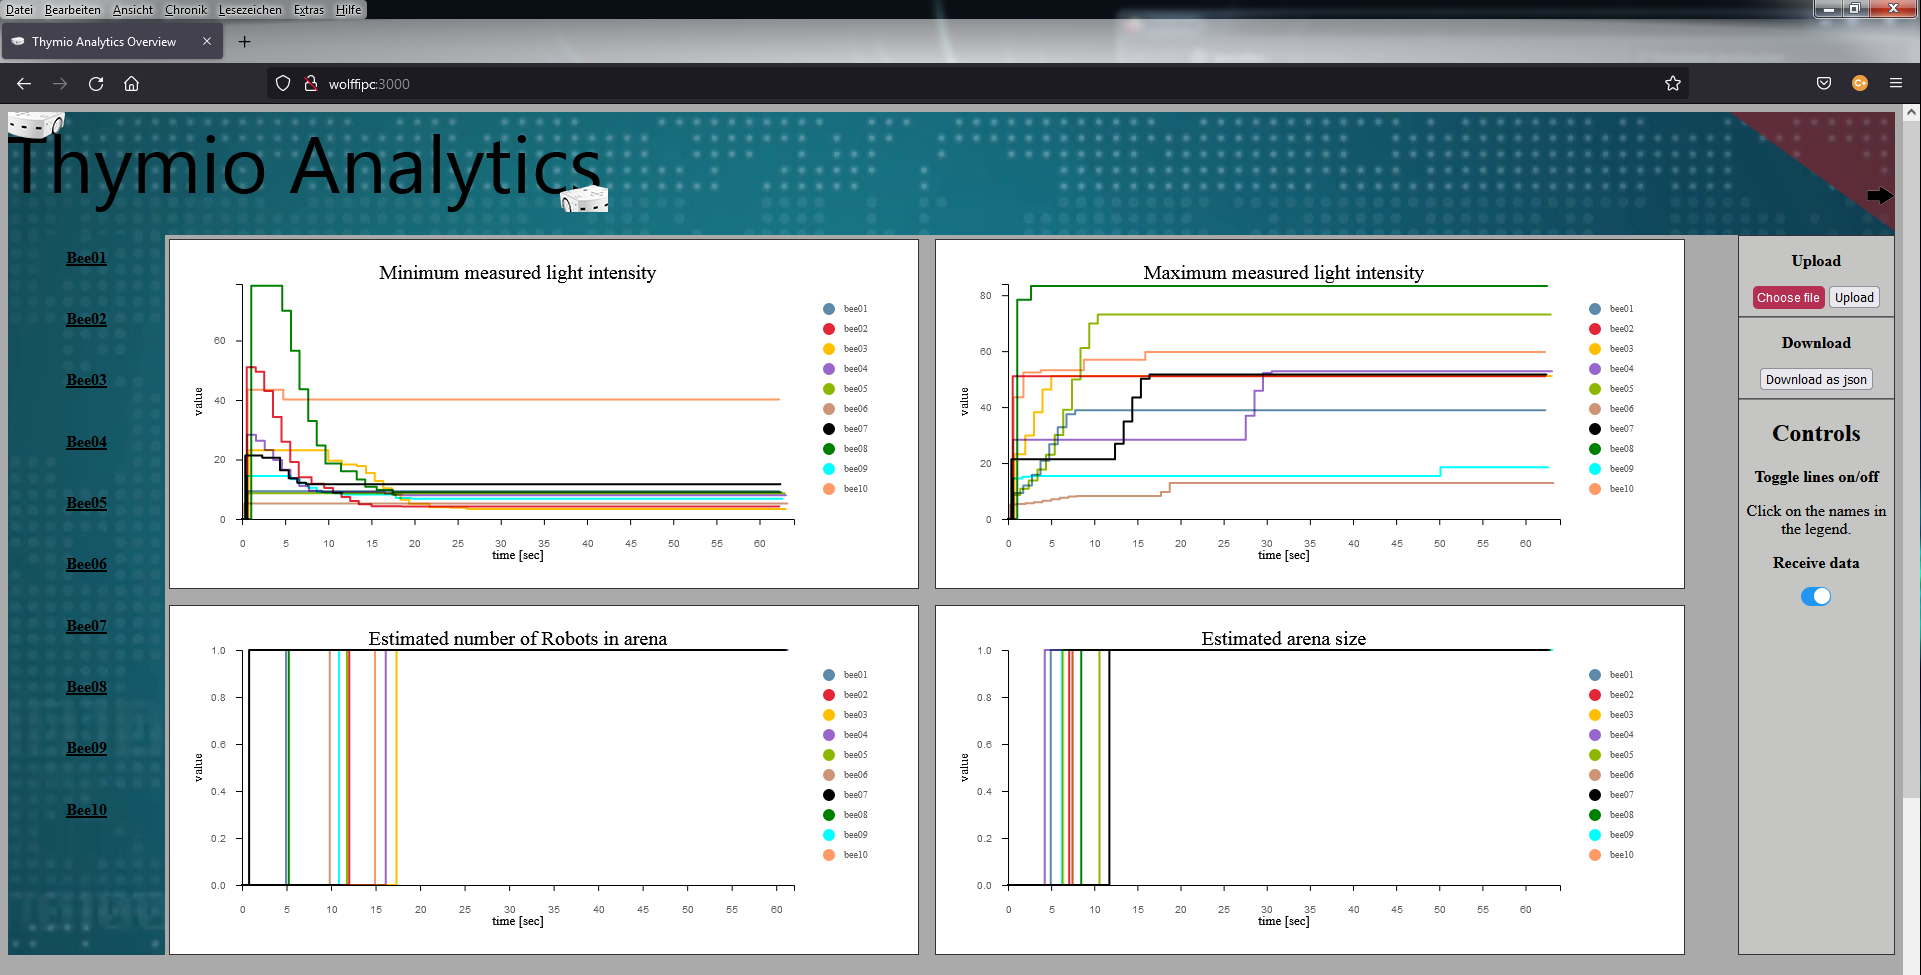 Datei Bearbeiten Ansicht Chronik Lesezeichen Extras Hilfe
Thymio Analytics Overview
wolffipc:3000
Thymio Analytics
Bee01
Bee02
Bee03
Bee04
Bee05
Bee06
Bee07
Bee08
Bee09
Bee10
Minimum measured light intensity
value
60
40
20
0
0 5 10 15 20 25 30 35 40 45 50 55 60
time [sec]
bee01
bee02
bee03
bee04
bee05
bee06
bee07
bee08
bee09
bee10
Maximum measured light intensity
value
80
60
40
20
0
0 5 10 15 20 25 30 35 40 45 50 55 60
time [sec]
bee01
bee02
bee03
bee04
bee05
bee06
bee07
bee08
bee09
bee10
Estimated number of Robots in arena
value
1.0
0.8
0.6
0.4
0.2
0.0
0 5 10 15 20 25 30 35 40 45 50 55 60
time [sec]
bee01
bee02
bee03
bee04
bee05
bee06
bee07
bee08
bee09
bee10
Estimated arena size
value
1.0
0.8
0.6
0.4
0.2
0.0
0 5 10 15 20 25 30 35 40 45 50 55 60
time [sec]
bee01
bee02
bee03
bee04
bee05
bee06
bee07
bee08
bee09
bee10
Upload
Choose file Upload
Download
Download as json
Controls
Toggle lines on/off
Click on the names in
the legend.
Receive data